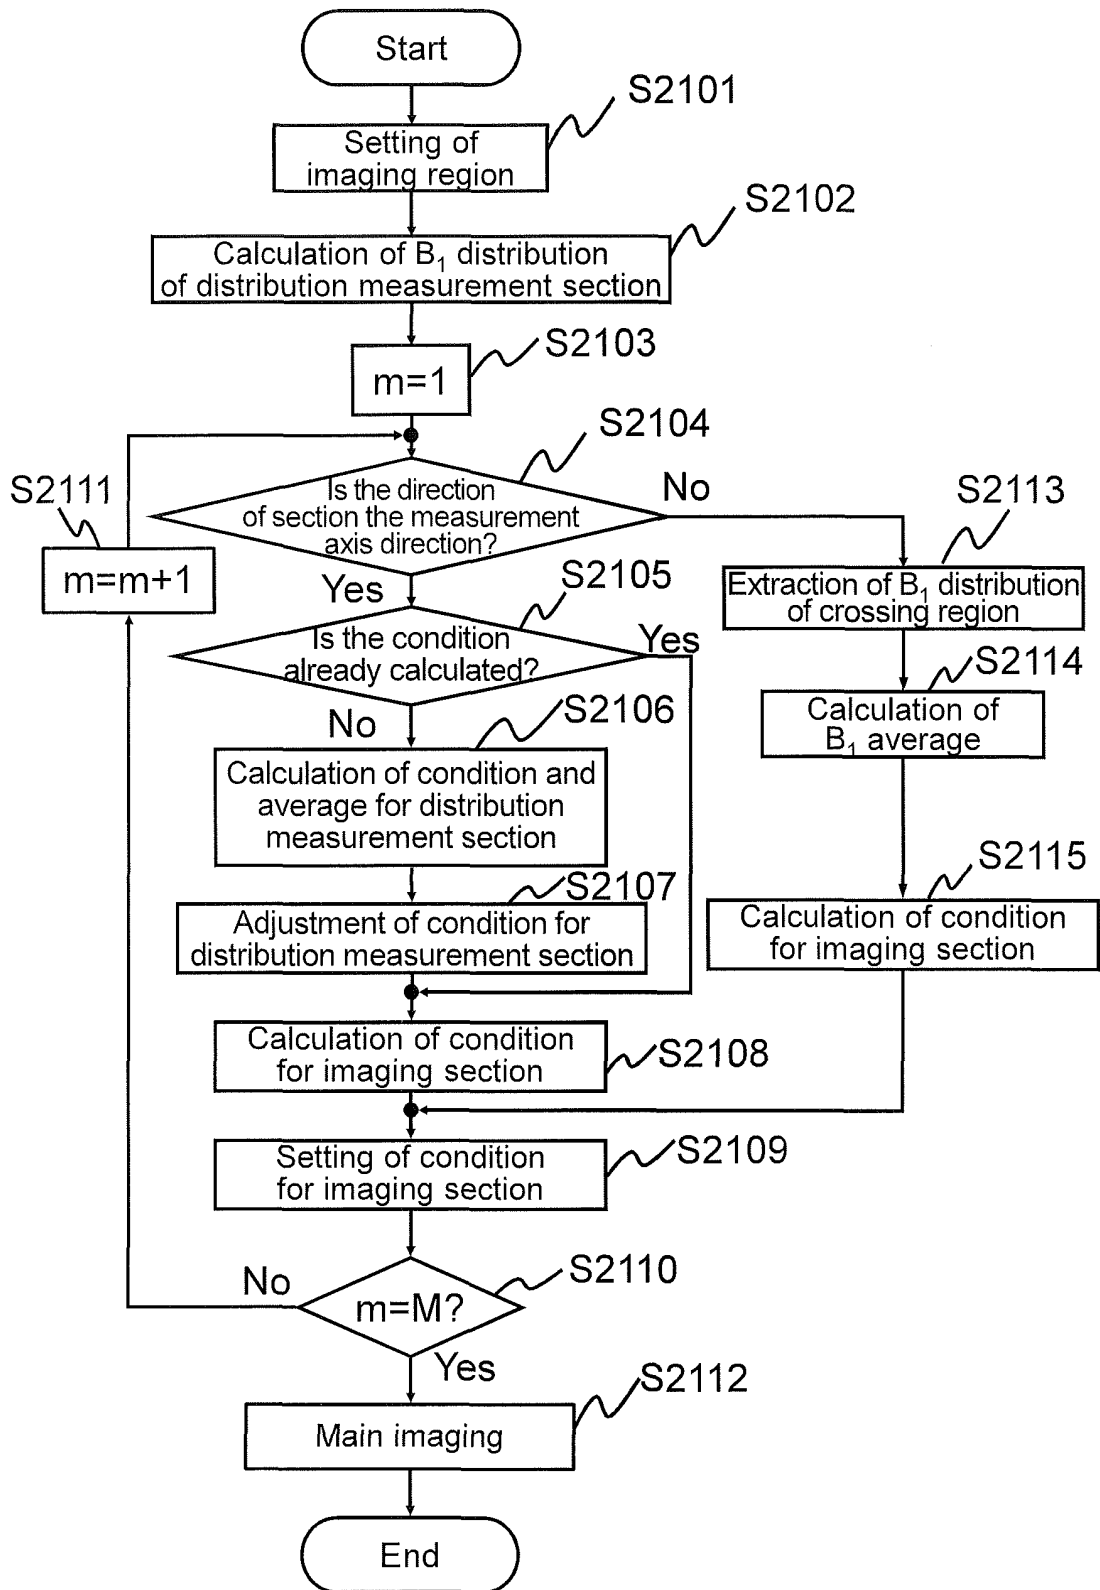 Start
S2101
Setting of
imaging region
S2102
Calculation of B₁ distribution
of distribution measurement section
S2103
m=1
S2104
Is the direction
of section the measurement
axis direction?
No
Yes
S2111
m=m+1
S2113
Extraction of B₁ distribution
of crossing region
S2105
Is the condition
already calculated?
Yes
No
S2114
Calculation of
B₁ average
S2106
Calculation of condition and
average for distribution
measurement section
S2115
Calculation of condition
for imaging section
S2107
Adjustment of condition for
distribution measurement section
S2108
Calculation of condition
for imaging section
S2109
Setting of condition
for imaging section
S2110
m=M?
No
Yes
S2112
Main imaging
End